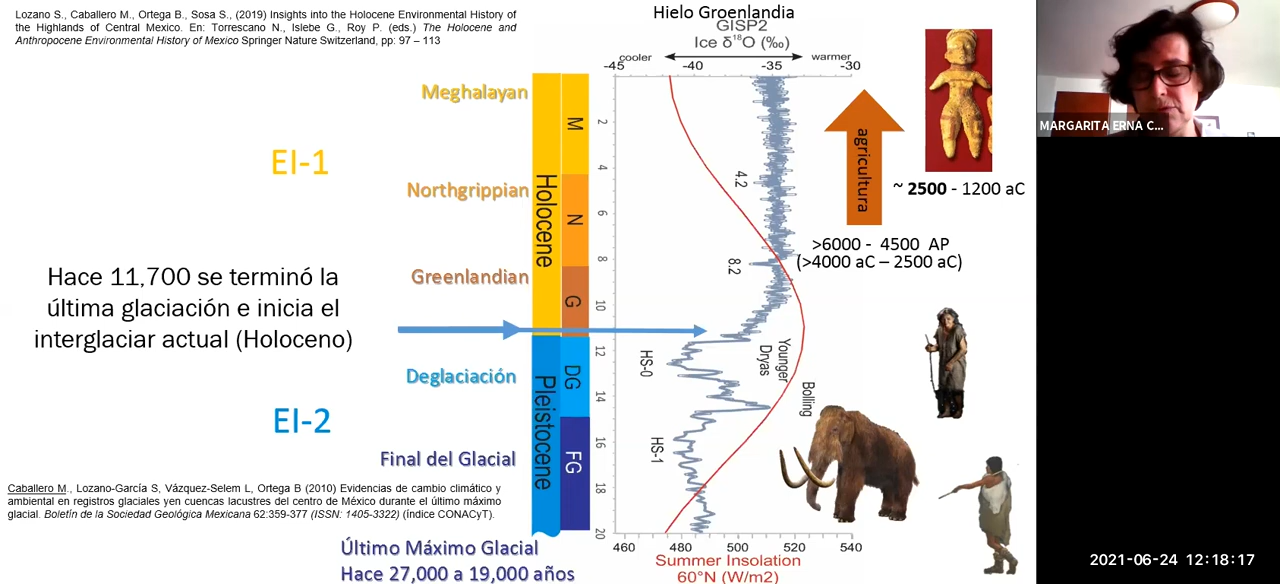 Lozano S., Caballero M., Ortega B., Sosa S., (2019) Insights into the Holocene Environmental History of
the Highlands of Central Mexico. En: Torrescano N., Islebe G., Roy P. (eds.) The Holocene and
Anthropocene Environmental History of Mexico Springer Nature Switzerland, pp: 97 – 113
Hielo Groenlandia
GISP2
Ice δ18O (‰)
cooler
warmer
-45
-40
-35
-30
MARGARITA ERNA C...
Meghalayan
EI-1
Northgrippian
Greenlandian
Holocene
M
N
G
2
4
6
8
10
12
14
16
18
20
4.2
8.2
agricultura
~ 2500 - 1200 aC
>6000 - 4500 AP
(>4000 aC – 2500 aC)
Hace 11,700 se terminó la
última glaciación e inicia el
interglaciar actual (Holoceno)
Deglaciación
EI-2
Final del Glacial
Pleistocene
DG
FG
HS-0
Younger
Dryas
Bolling
HS-1
Caballero M., Lozano-García S, Vázquez-Selem L, Ortega B (2010) Evidencias de cambio climático y
ambiental en registros glaciales yen cuencas lacustres del centro de México durante el último máximo
glacial. Boletín de la Sociedad Geológica Mexicana 62:359-377 (ISSN: 1405-3322) (índice CONACyT).
Último Máximo Glacial
Hace 27,000 a 19,000 años
460
480
500
520
540
Summer Insolation
60°N (W/m2)
2021-06-24 12:18:17